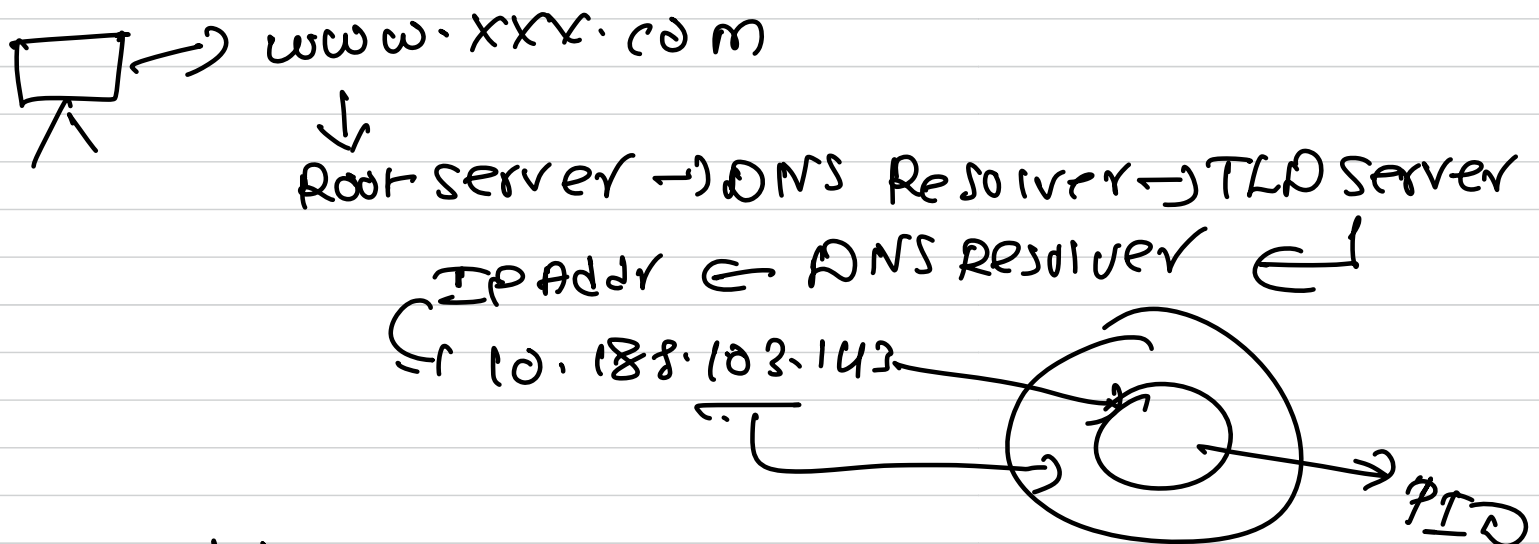 → www.xxx.com
↓
Root server → DNS Resolver → TLD server
IP Addr ← DNS Resolver ←
10.188.103.143
PID